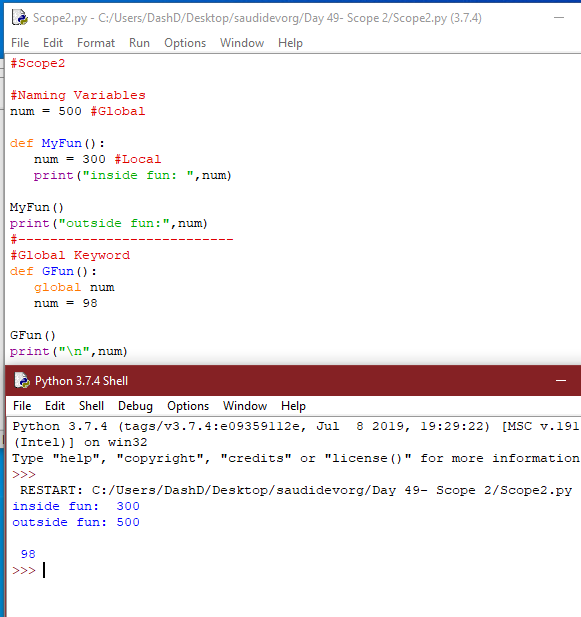 Scope2.py - C:/Users/DashD/Desktop/saudidevorg/Day 49- Scope 2/Scope2.py (3.7.4)
File Edit Format Run Options Window Help
#Scope2
#Naming Variables
num = 500 #Global
def MyFun():
num = 300 #Local
print("inside fun: ",num)
MyFun()
print("outside fun:",num)
#---------------------------
#Global Keyword
def GFun():
global num
num = 98
GFun()
print("\n",num)
Python 3.7.4 Shell
File Edit Shell Debug Options Window Help
Python 3.7.4 (tags/v3.7.4:e09359112e, Jul  8 2019, 19:29:22) [MSC v.191
(Intel)] on win32
Type "help", "copyright", "credits" or "license()" for more information
>>>
RESTART: C:/Users/DashD/Desktop/saudidevorg/Day 49- Scope 2/Scope2.py
inside fun:  300
outside fun: 500
98
>>>